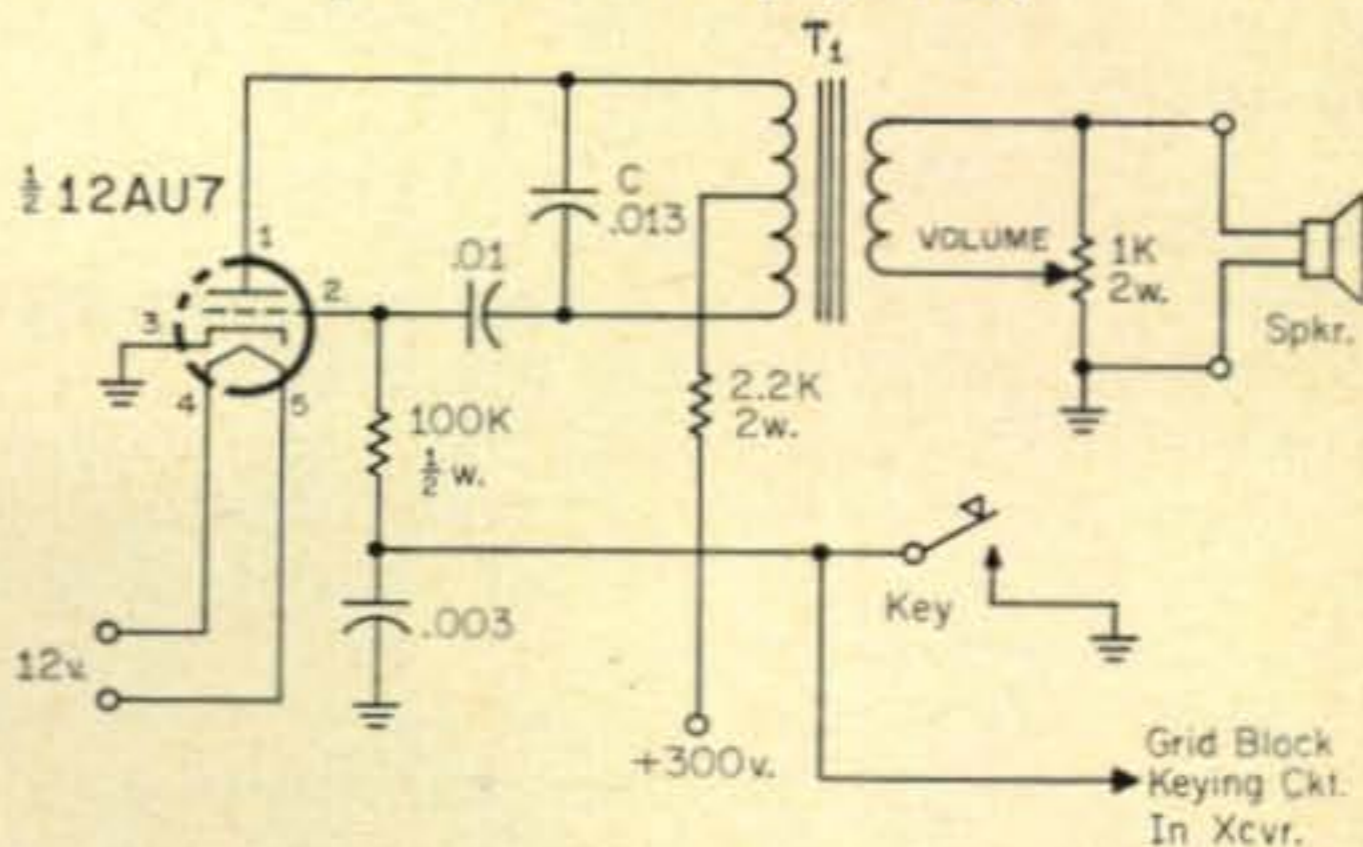 T1
½ 12AU7
1
2
3
4
5
.01
C
.013
VOLUME
1K
2w.
Spkr.
100K
½ w.
2.2K
2w.
.003
12v.
+300v.
Key
Grid Block
Keying Ckt.
In Xcvr.